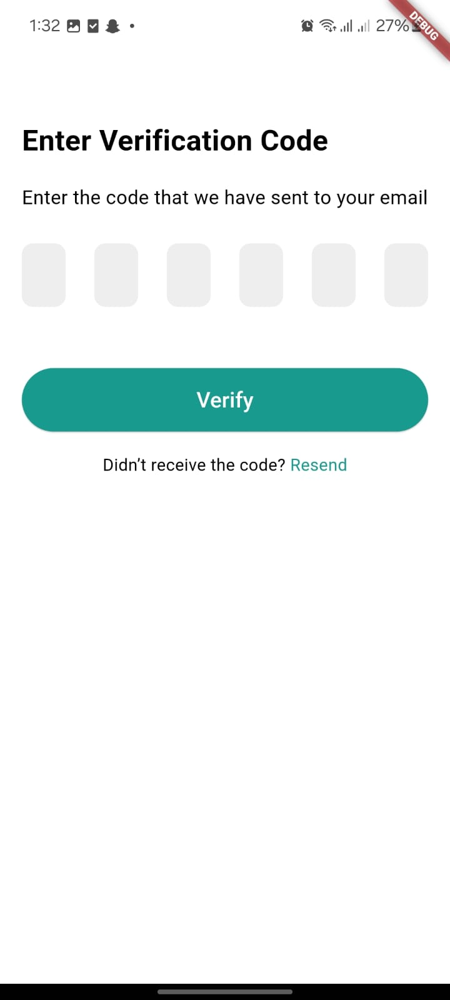 1:32
27%
DEBUG
Enter Verification Code
Enter the code that we have sent to your email
Verify
Didn’t receive the code? Resend